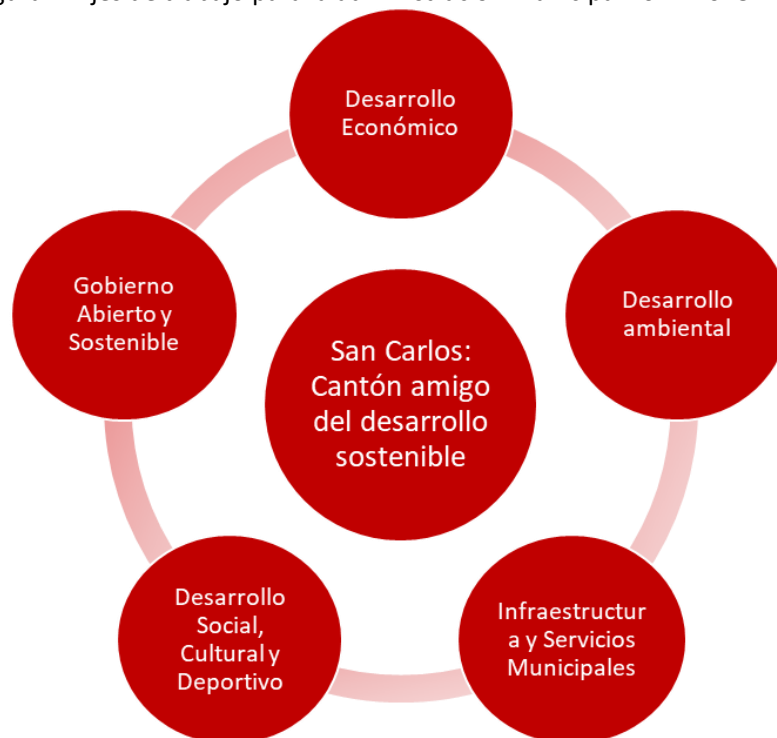 Desarrollo
Económico
Desarrollo
ambiental
Infraestructur
a y Servicios
Municipales
Desarrollo
Social,
Cultural y
Deportivo
Gobierno
Abierto y
Sostenible
San Carlos:
Cantón amigo
del desarrollo
sostenible